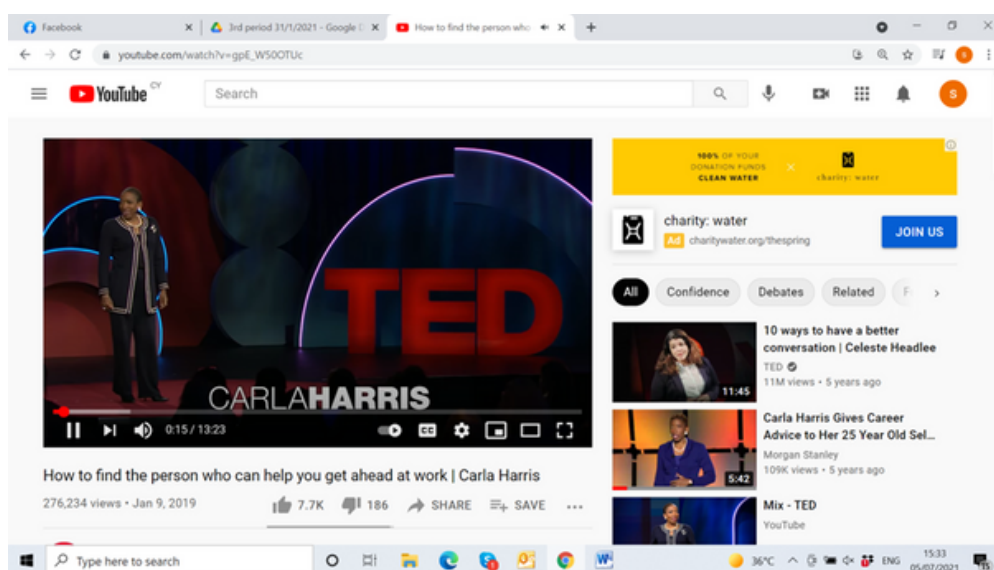 Facebook
3rd period 31/1/2021 - Google D
How to find the person who
youtube.com/watch?v=gpE_W50OTUc
YouTube CY
Search
S
TED
CARLAHARRIS
0:15 / 13:23
CC
How to find the person who can help you get ahead at work | Carla Harris
276,234 views • Jan 9, 2019
7.7K
186
SHARE
SAVE
100% OF YOUR
DONATION FUNDS
CLEAN WATER
charity: water
charity: water
Ad charitywater.org/thespring
JOIN US
All
Confidence
Debates
Related
F
10 ways to have a better
conversation | Celeste Headlee
TED
11M views • 5 years ago
11:45
Carla Harris Gives Career
Advice to Her 25 Year Old Sel...
Morgan Stanley
109K views • 5 years ago
5:42
Mix - TED
YouTube
Type here to search
36°C
ENG
15:33
05/07/2021
15